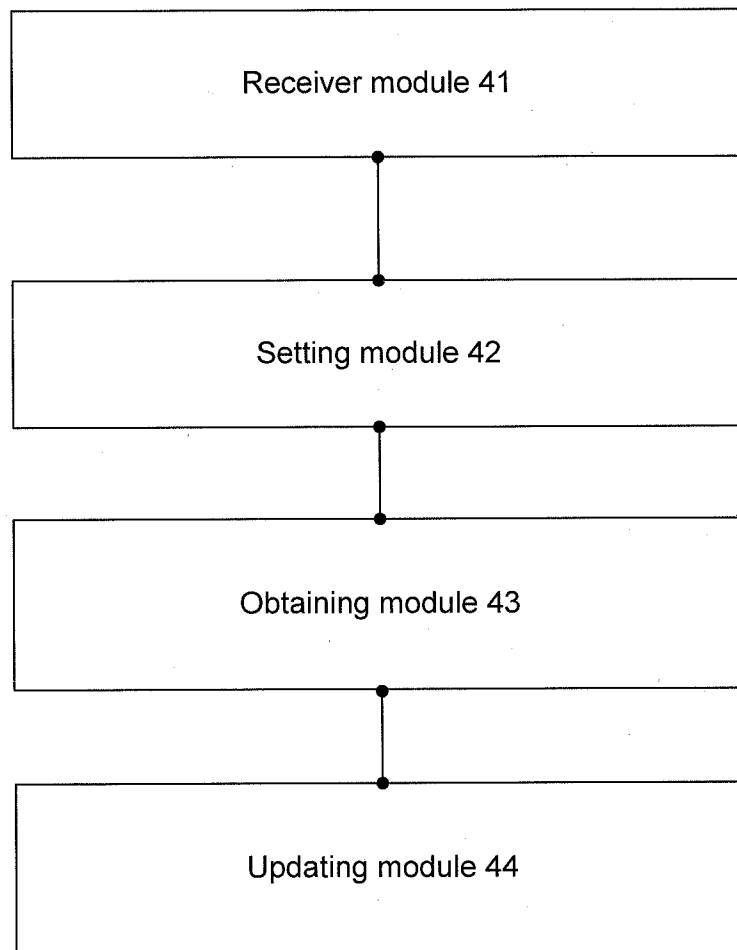 Receiver module 41
Setting module 42
Obtaining module 43
Updating module 44